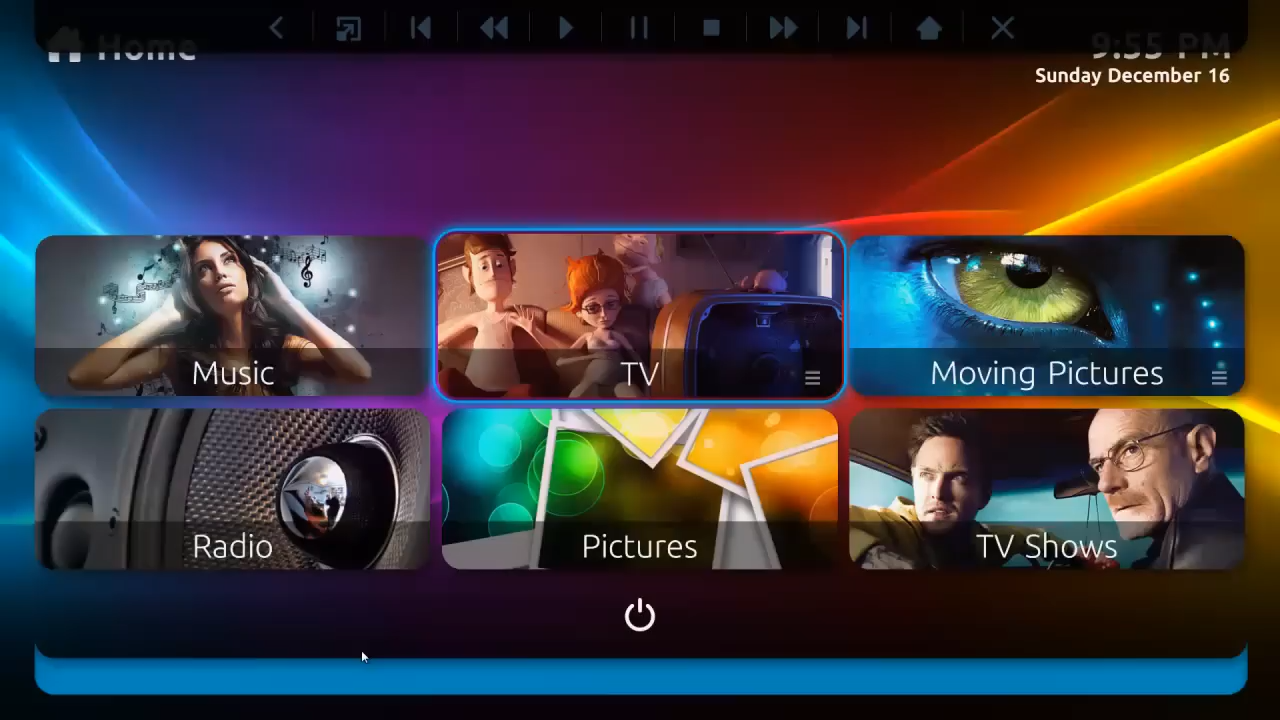 Home
9:55 PM
Sunday December 16
Music
TV
Moving Pictures
Radio
Pictures
TV Shows